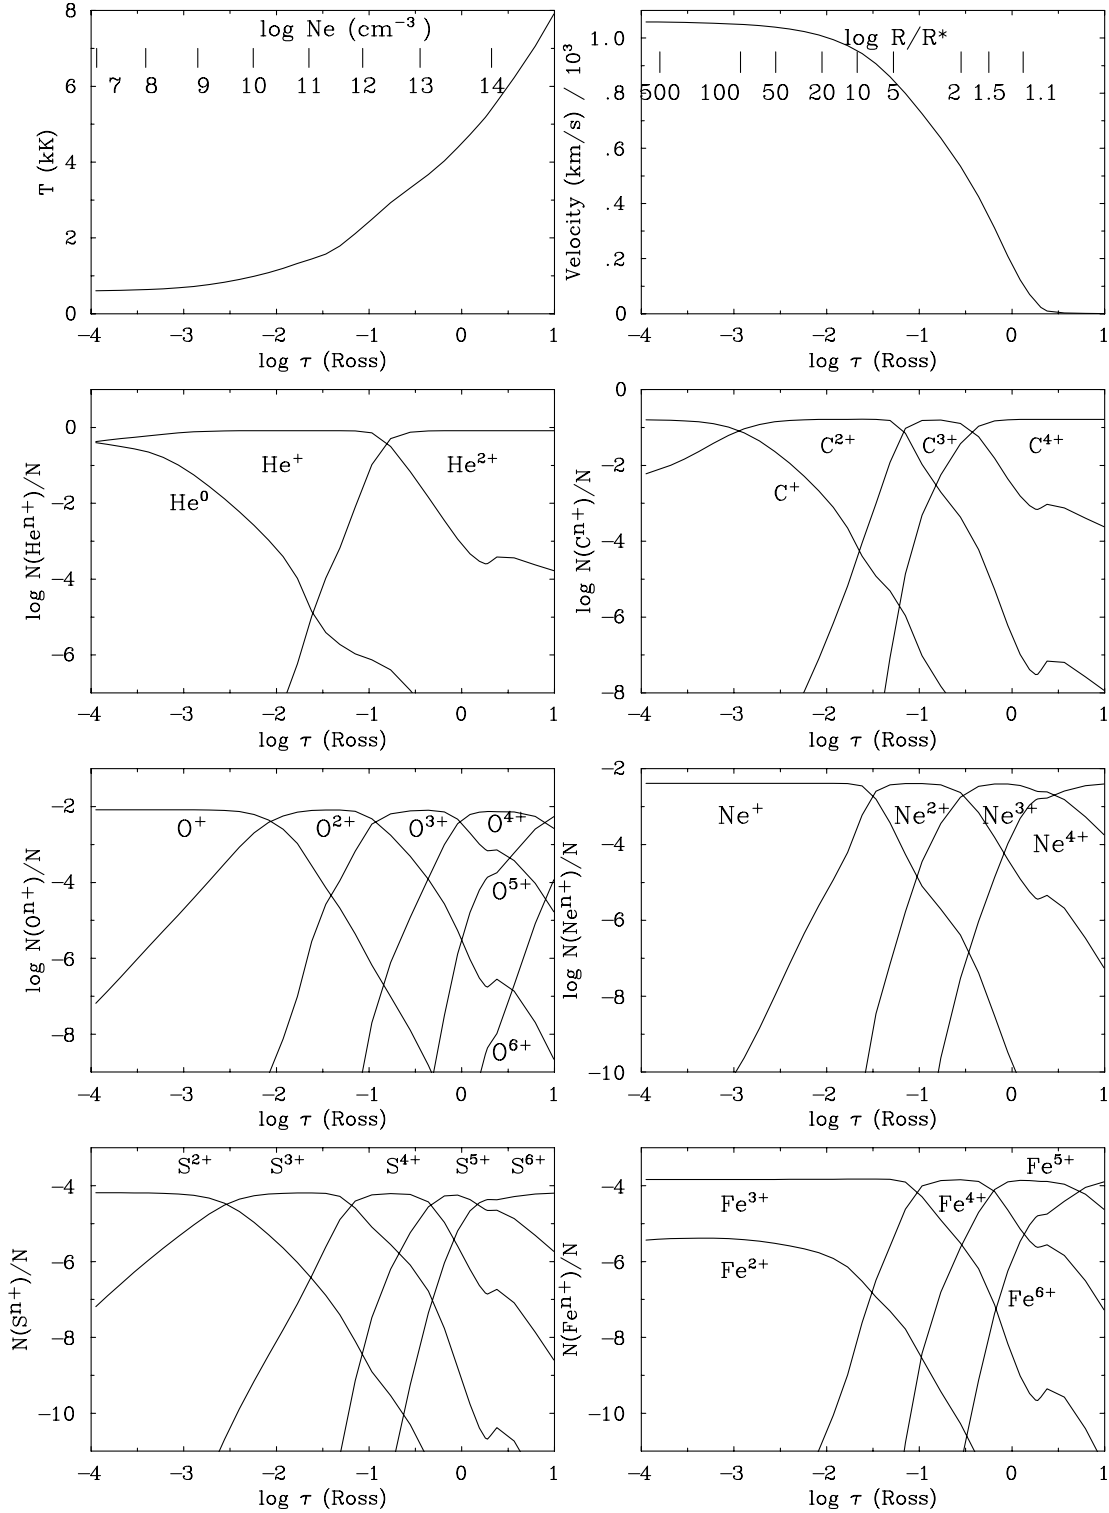 log Ne (cm⁻³)
7 8 9 10 11 12 13 14
8
6
4
2
0
T (kK)
−4 −3 −2 −1 0 1
log τ (Ross)
log R/R*
500 100 50 20 10 5 2 1.5 1.1
1.0
.8
.6
.4
.2
0
Velocity (km/s) / 10³
−4 −3 −2 −1 0 1
log τ (Ross)
0
−2
−4
−6
log N(Heⁿ⁺)/N
He⁰ He⁺ He²⁺
−4 −3 −2 −1 0 1
log τ (Ross)
0
−2
−4
−6
−8
log N(Cⁿ⁺)/N
C⁺ C²⁺ C³⁺ C⁴⁺
−4 −3 −2 −1 0 1
log τ (Ross)
−2
−4
−6
−8
log N(Oⁿ⁺)/N
O⁺ O²⁺ O³⁺ O⁴⁺
O⁵⁺
O⁶⁺
−4 −3 −2 −1 0 1
log τ (Ross)
−2
−4
−6
−8
−10
log N(Neⁿ⁺)/N
Ne⁺ Ne²⁺ Ne³⁺
Ne⁴⁺
−4 −3 −2 −1 0 1
log τ (Ross)
−4
−6
−8
−10
N(Sⁿ⁺)/N
S²⁺ S³⁺ S⁴⁺ S⁵⁺ S⁶⁺
−4 −3 −2 −1 0 1
log τ (Ross)
−4
−6
−8
−10
N(Feⁿ⁺)/N
Fe⁵⁺
Fe³⁺ Fe⁴⁺
Fe²⁺
Fe⁶⁺
−4 −3 −2 −1 0 1
log τ (Ross)